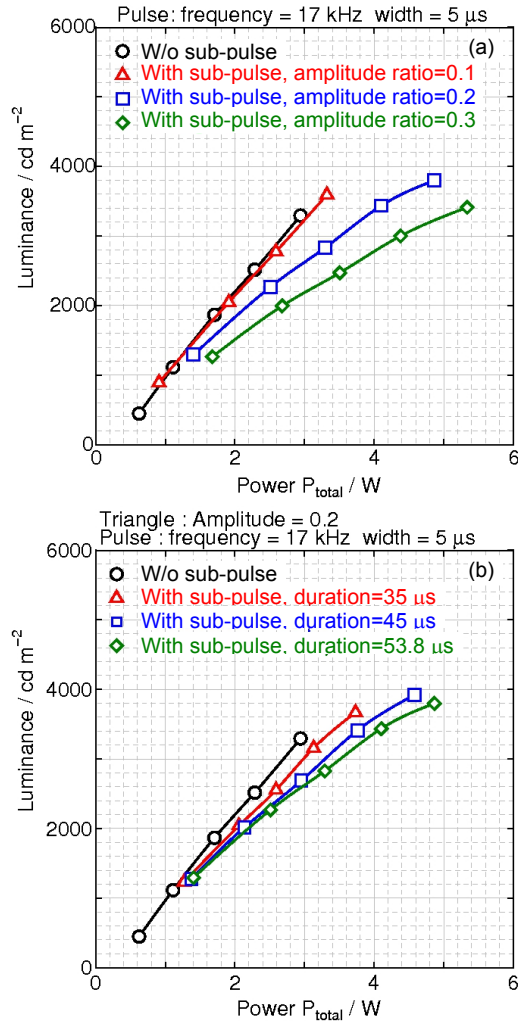 Pulse: frequency = 17 kHz width = 5 μs
6000
(a)
W/o sub-pulse
With sub-pulse, amplitude ratio=0.1
With sub-pulse, amplitude ratio=0.2
With sub-pulse, amplitude ratio=0.3
4000
Luminance / cd m⁻²
2000
0
0 2 4 6
Power P_total / W
Triangle : Amplitude = 0.2
Pulse : frequency = 17 kHz width = 5 μs
6000
(b)
W/o sub-pulse
With sub-pulse, duration=35 μs
With sub-pulse, duration=45 μs
With sub-pulse, duration=53.8 μs
4000
Luminance / cd m⁻²
2000
0
0 2 4 6
Power P_total / W